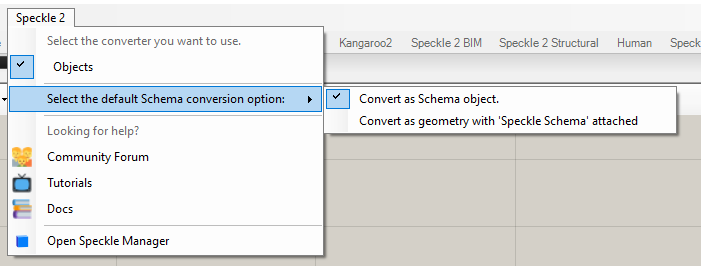 Speckle 2
Kangaroo2 Speckle 2 BIM Speckle 2 Structural Human Speck
Select the converter you want to use.
Objects
Select the default Schema conversion option:
Convert as Schema object.
Convert as geometry with 'Speckle Schema' attached
Looking for help?
Community Forum
Tutorials
Docs
Open Speckle Manager